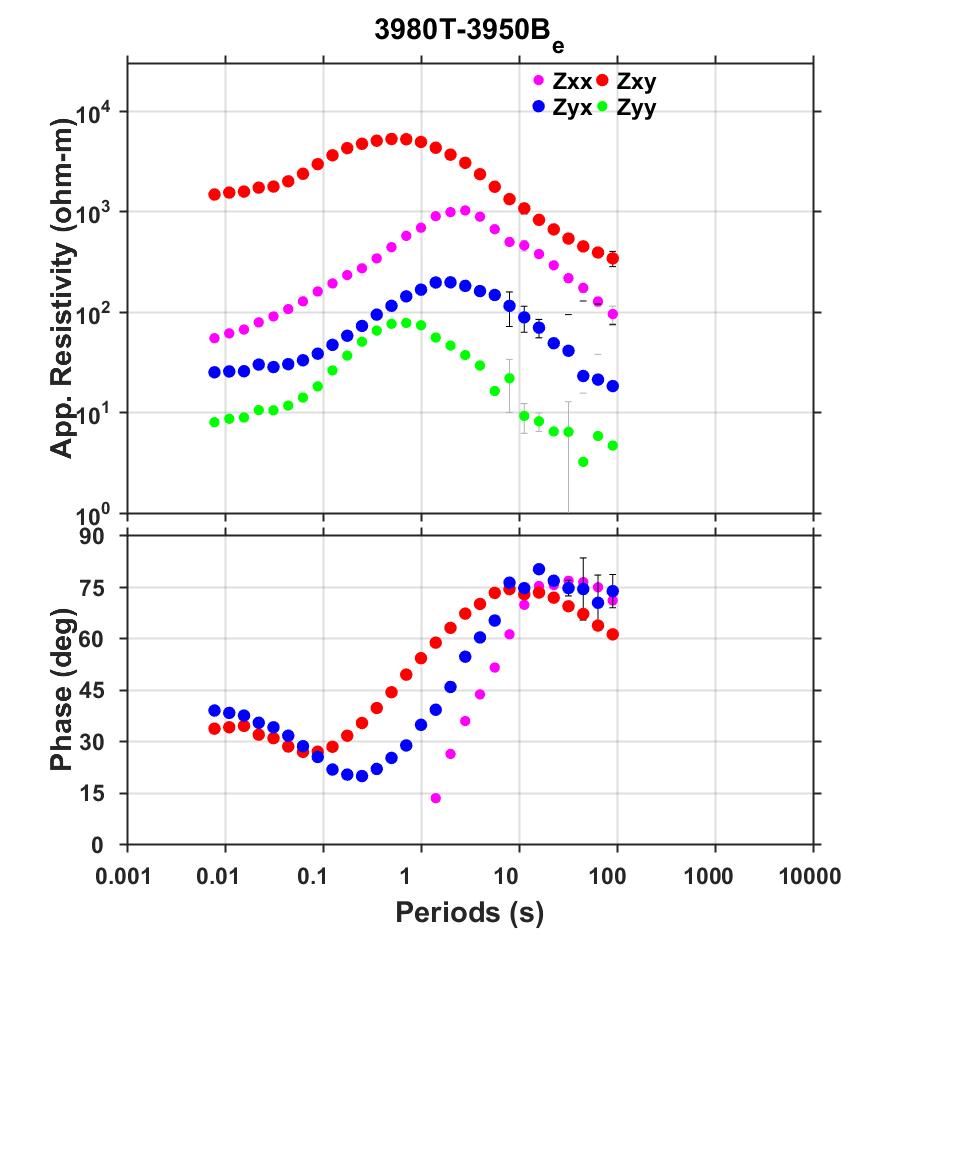 3980T-3950Be
Zxx Zxy
Zyx Zyy
App. Resistivity (ohm-m)
10^4
10^3
10^2
10^1
10^0
Phase (deg)
90
75
60
45
30
15
0
0.001 0.01 0.1 1 10 100 1000 10000
Periods (s)